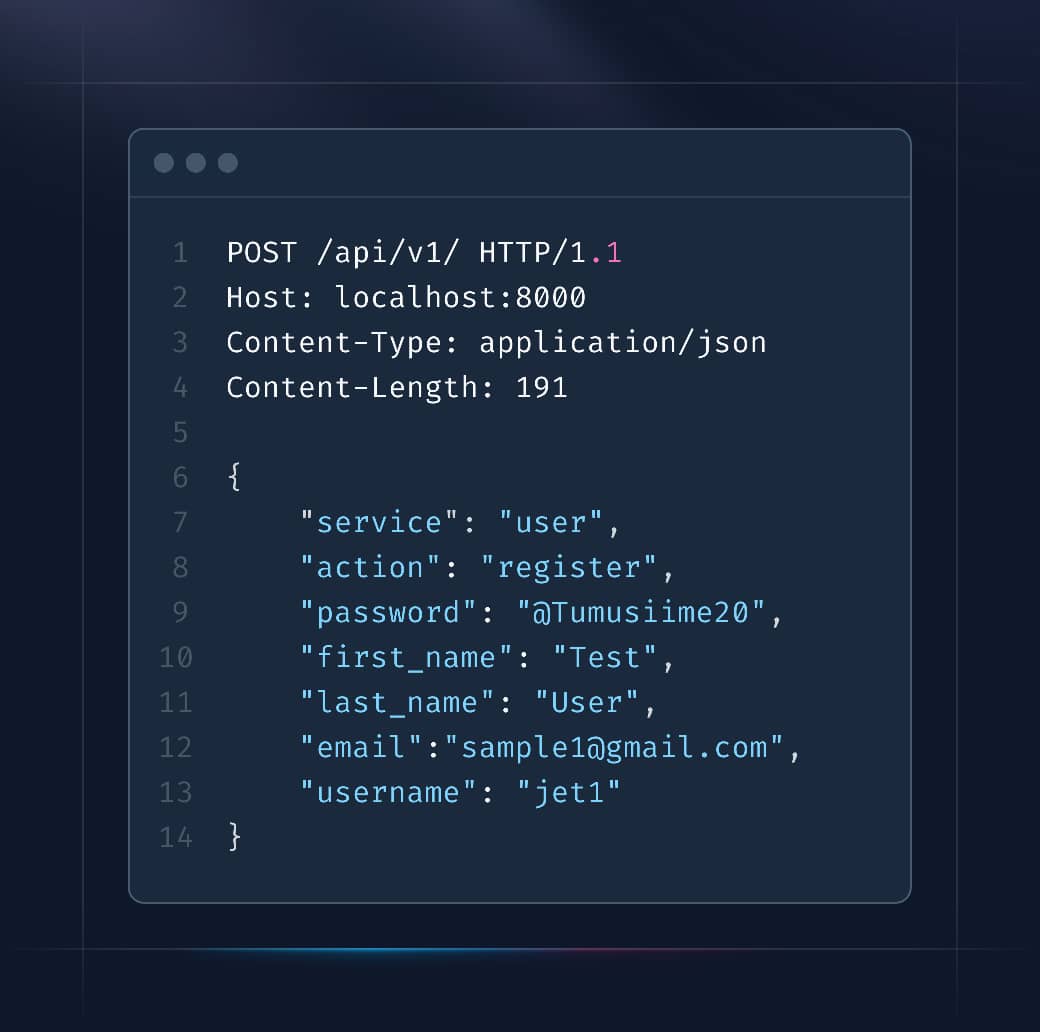 1 POST /api/v1/ HTTP/1.1
2 Host: localhost:8000
3 Content-Type: application/json
4 Content-Length: 191
5
6 {
7     "service": "user",
8     "action": "register",
9     "password": "@Tumusiime20",
10     "first_name": "Test",
11     "last_name": "User",
12     "email":"sample1@gmail.com",
13     "username": "jet1"
14 }